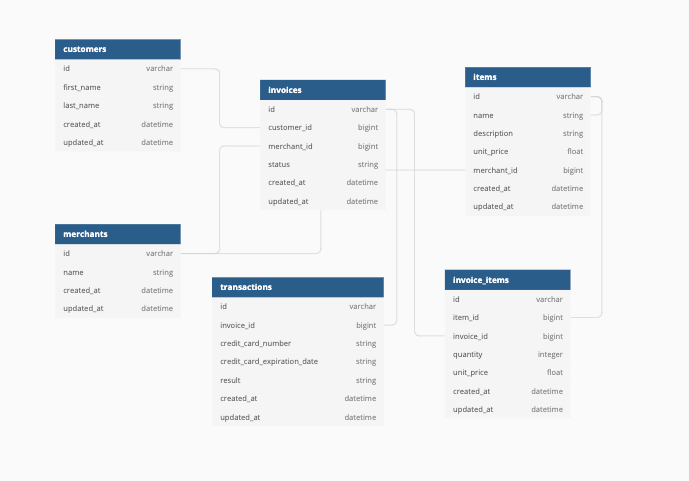 customers
id varchar
first_name string
last_name string
created_at datetime
updated_at datetime
invoices
id varchar
customer_id bigint
merchant_id bigint
status string
created_at datetime
updated_at datetime
items
id varchar
name string
description string
unit_price float
merchant_id bigint
created_at datetime
updated_at datetime
merchants
id varchar
name string
created_at datetime
updated_at datetime
transactions
id varchar
invoice_id bigint
credit_card_number string
credit_card_expiration_date string
result string
created_at datetime
updated_at datetime
invoice_items
id varchar
item_id bigint
invoice_id bigint
quantity integer
unit_price float
created_at datetime
updated_at datetime